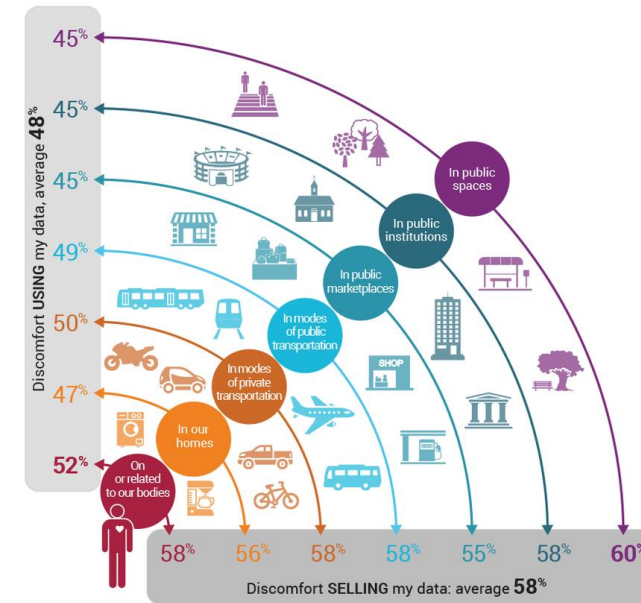 45%
45%
45%
49%
50%
47%
52%
Discomfort USING my data, average 48%
In public
spaces
In public
institutions
In public
marketplaces
In modes
of public
transportation
In modes
of private
transportation
In our
homes
On
or related
to our bodies
SHOP
58%
56%
58%
58%
55%
58%
60%
Discomfort SELLING my data: average 58%